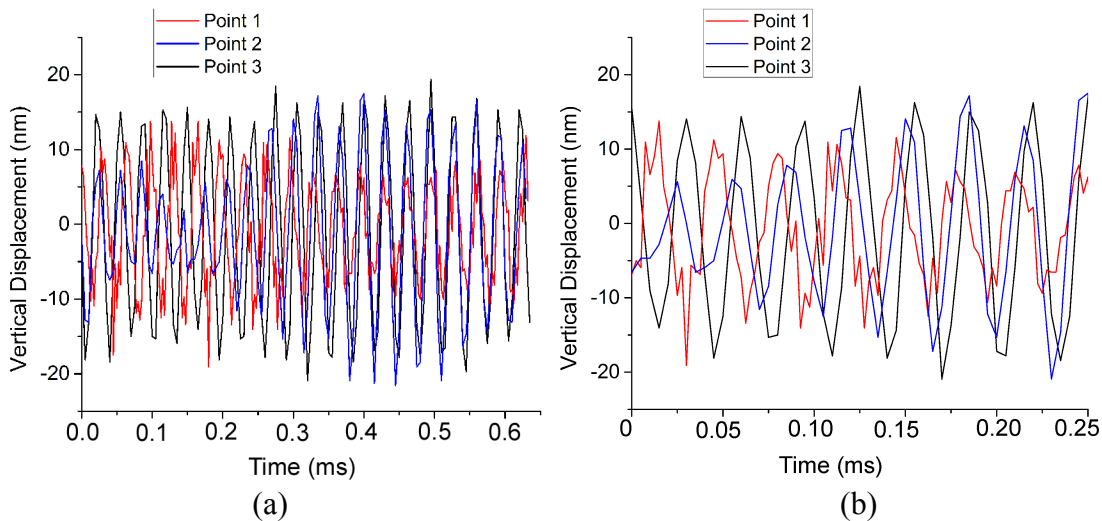 Point 1
Point 2
Point 3
20
10
0
-10
-20
Vertical Displacement (nm)
0.0 0.1 0.2 0.3 0.4 0.5 0.6
Time (ms)
(a)
Point 1
Point 2
Point 3
20
10
0
-10
-20
Vertical Displacement (nm)
0 0.05 0.10 0.15 0.20 0.25
Time (ms)
(b)